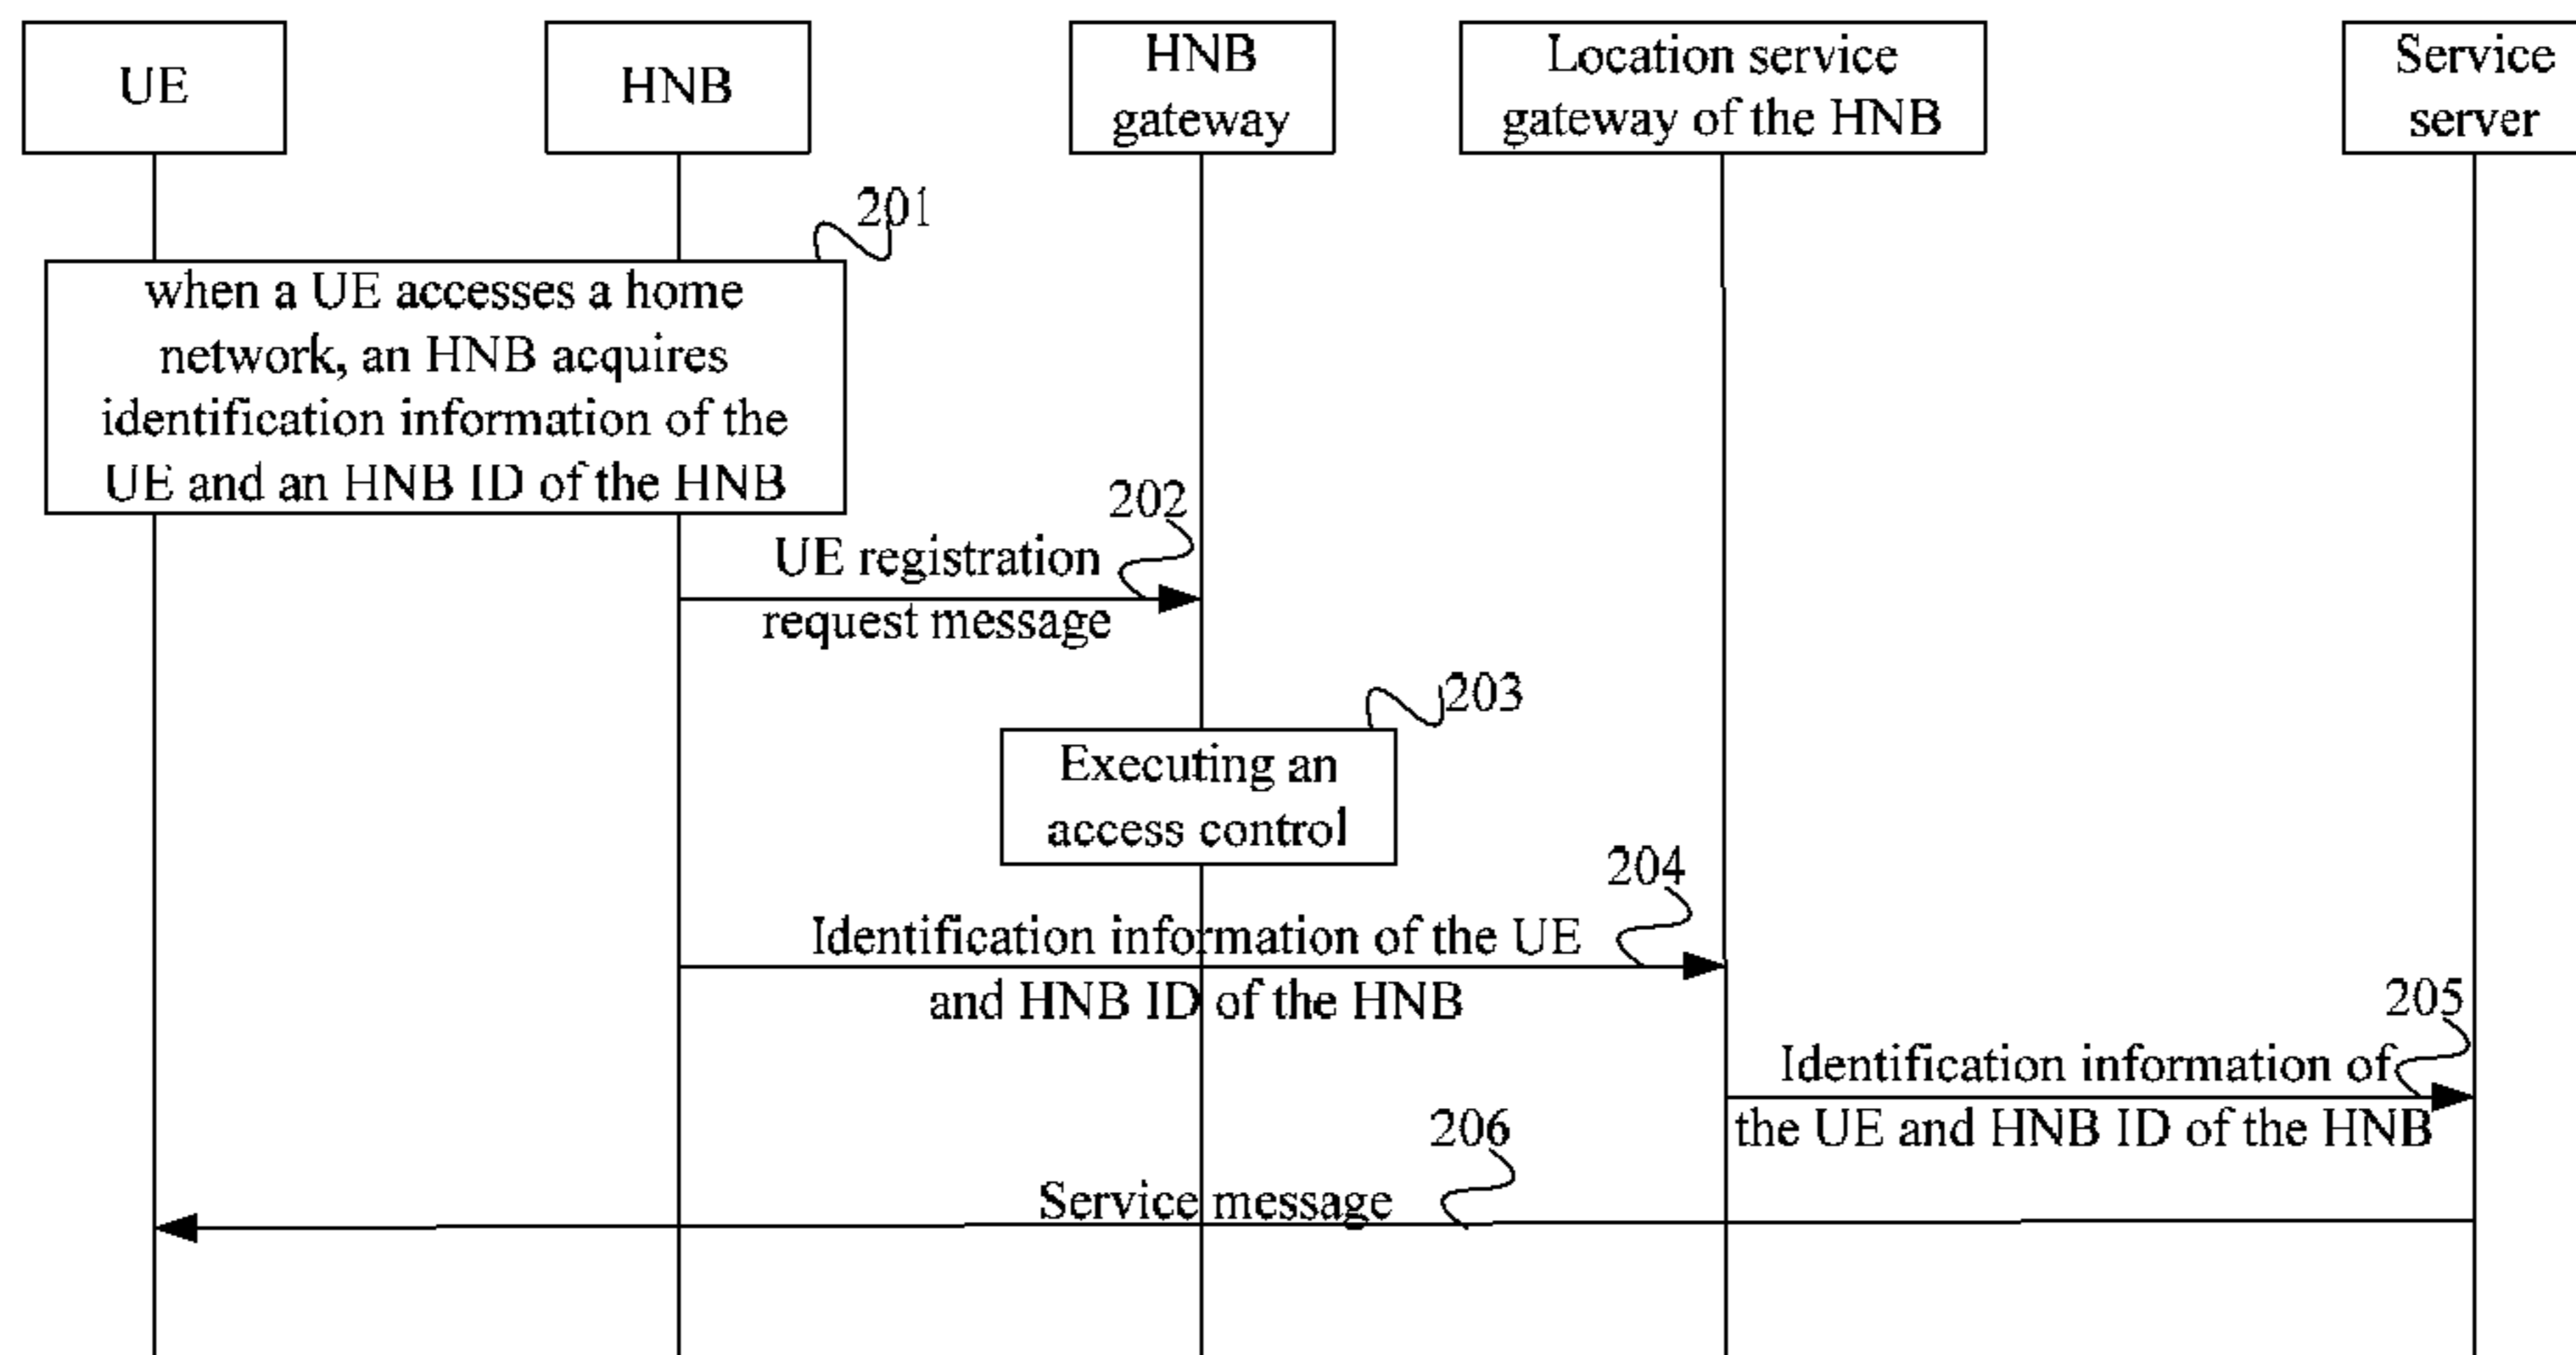 UE
HNB
HNB
gateway
Location service
gateway of the HNB
Service
server
201
when a UE accesses a home
network, an HNB acquires
identification information of the
UE and an HNB ID of the HNB
202
UE registration
request message
203
Executing an
access control
204
Identification information of the UE
and HNB ID of the HNB
205
Identification information of
the UE and HNB ID of the HNB
206
Service message